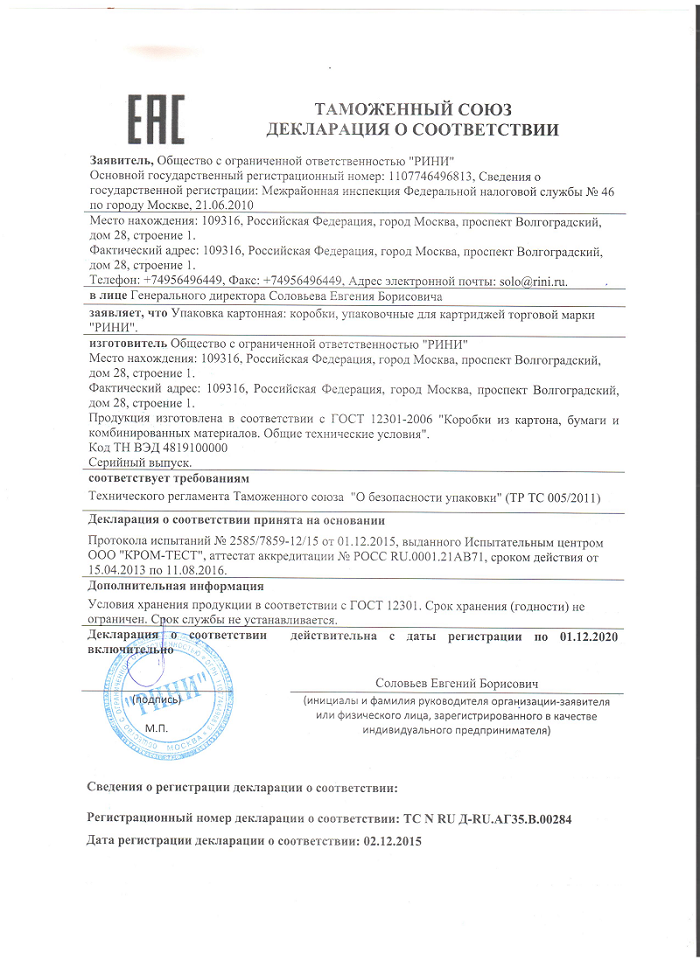 EAC
ТАМОЖЕННЫЙ СОЮЗ
ДЕКЛАРАЦИЯ О СООТВЕТСТВИИ
Заявитель, Общество с ограниченной ответственностью "РИНИ"
Основной государственный регистрационный номер: 1107746496813, Сведения о
государственной регистрации: Межрайонная инспекция Федеральной налоговой службы № 46
по городу Москве, 21.06.2010
Место нахождения: 109316, Российская Федерация, город Москва, проспект Волгоградский,
дом 28, строение 1.
Фактический адрес: 109316, Российская Федерация, город Москва, проспект Волгоградский,
дом 28, строение 1.
Телефон: +74956496449, Факс: +74956496449, Адрес электронной почты: solo@rini.ru.
в лице Генерального директора Соловьева Евгения Борисовича
заявляет, что Упаковка картонная: коробки, упаковочные для картриджей торговой марки
"РИНИ".
изготовитель Общество с ограниченной ответственностью "РИНИ"
Место нахождения: 109316, Российская Федерация, город Москва, проспект Волгоградский,
дом 28, строение 1.
Фактический адрес: 109316, Российская Федерация, город Москва, проспект Волгоградский,
дом 28, строение 1.
Продукция изготовлена в соответствии с ГОСТ 12301-2006 "Коробки из картона, бумаги и
комбинированных материалов. Общие технические условия".
Код ТН ВЭД 4819100000
Серийный выпуск.
соответствует требованиям
Технического регламента Таможенного союза "О безопасности упаковки" (ТР ТС 005/2011)
Декларация о соответствии принята на основании
Протокола испытаний № 2585/7859-12/15 от 01.12.2015, выданного Испытательным центром
ООО "КРОМ-ТЕСТ", аттестат аккредитации № РОСС RU.0001.21АВ71, сроком действия от
15.04.2013 по 11.08.2016.
Дополнительная информация
Условия хранения продукции в соответствии с ГОСТ 12301. Срок хранения (годности) не
ограничен. Срок службы не устанавливается.
Декларация о соответствии действительна с даты регистрации по 01.12.2020
включительно
"РИНИ"
МОСКВА
(подпись)
М.П.
Соловьев Евгений Борисович
(инициалы и фамилия руководителя организации-заявителя
или физического лица, зарегистрированного в качестве
индивидуального предпринимателя)
Сведения о регистрации декларации о соответствии:
Регистрационный номер декларации о соответствии: ТС N RU Д-RU.АГ35.В.00284
Дата регистрации декларации о соответствии: 02.12.2015